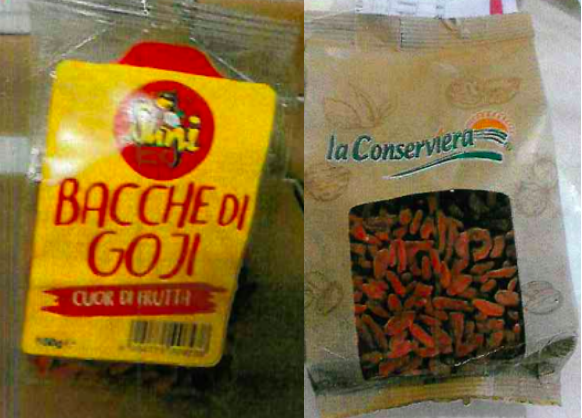 BACCHE DI
GOJI
CUOR DI FRUTTA
la Conserviera